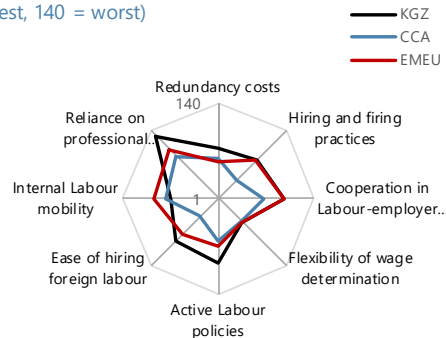 est, 140 = worst)
KGZ
CCA
EMEU
Redundancy costs
140
Hiring and firing
practices
Cooperation in
Labour-employer...
Flexibility of wage
determination
Active Labour
policies
Ease of hiring
foreign labour
Internal Labour
mobility
Reliance on
professional..
1